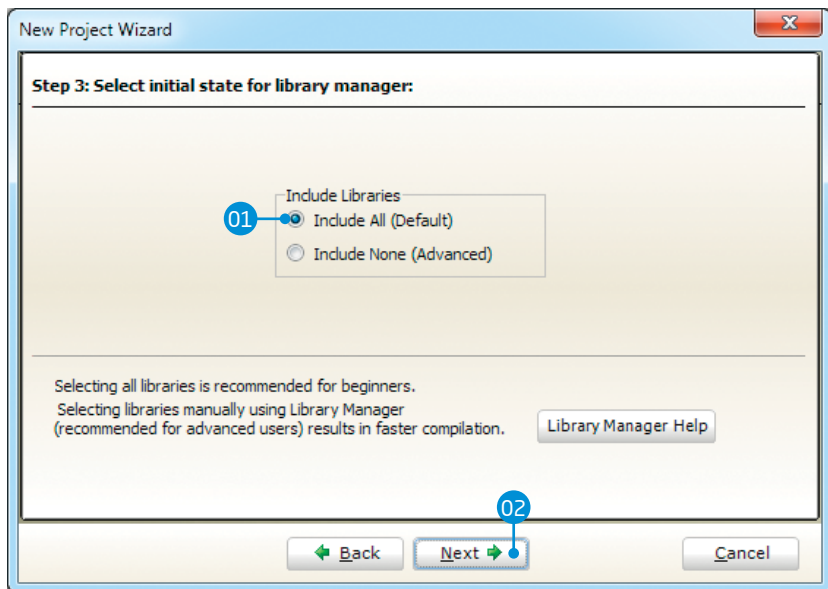 New Project Wizard
Step 3: Select initial state for library manager:
Include Libraries
01
Include All (Default)
Include None (Advanced)
Selecting all libraries is recommended for beginners.
Selecting libraries manually using Library Manager
(recommended for advanced users) results in faster compilation.
Library Manager Help
02
Back
Next
Cancel